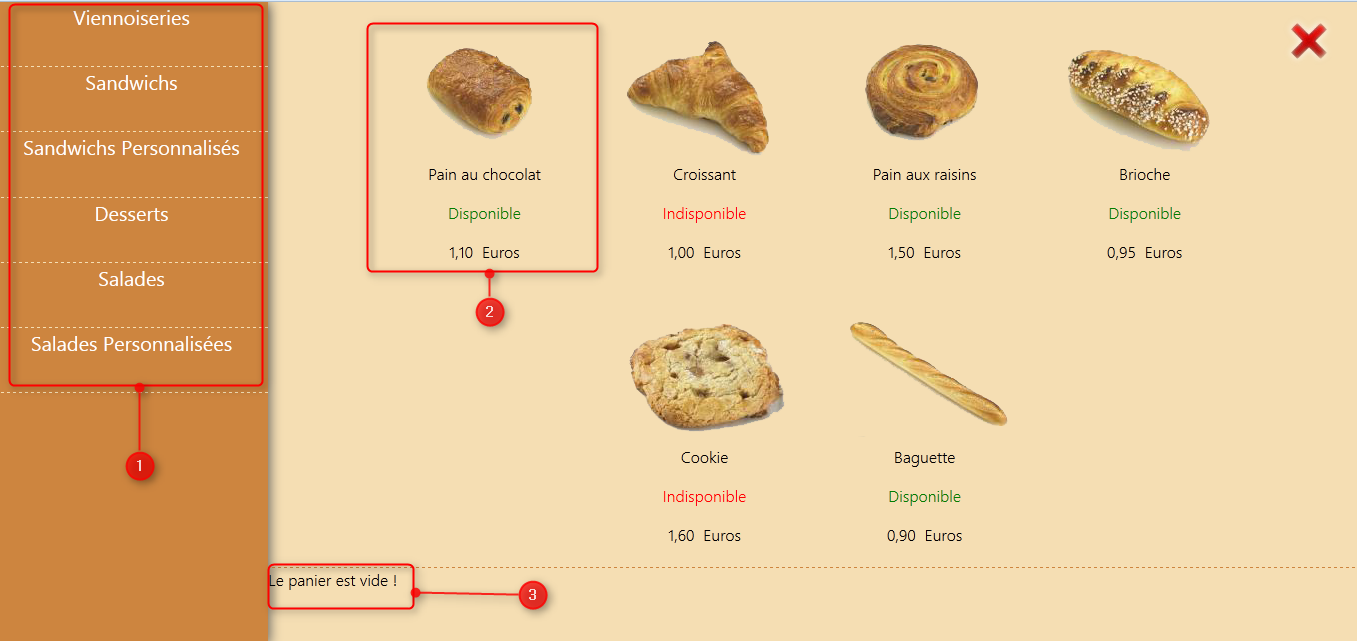 Viennoiseries
Sandwichs
Sandwichs Personnalisés
Desserts
Salades
Salades Personnalisées
1
Pain au chocolat
Croissant
Pain aux raisins
Brioche
Disponible
Indisponible
Disponible
Disponible
1,10 Euros
1,00 Euros
1,50 Euros
0,95 Euros
2
Cookie
Baguette
Indisponible
Disponible
1,60 Euros
0,90 Euros
Le panier est vide !
3